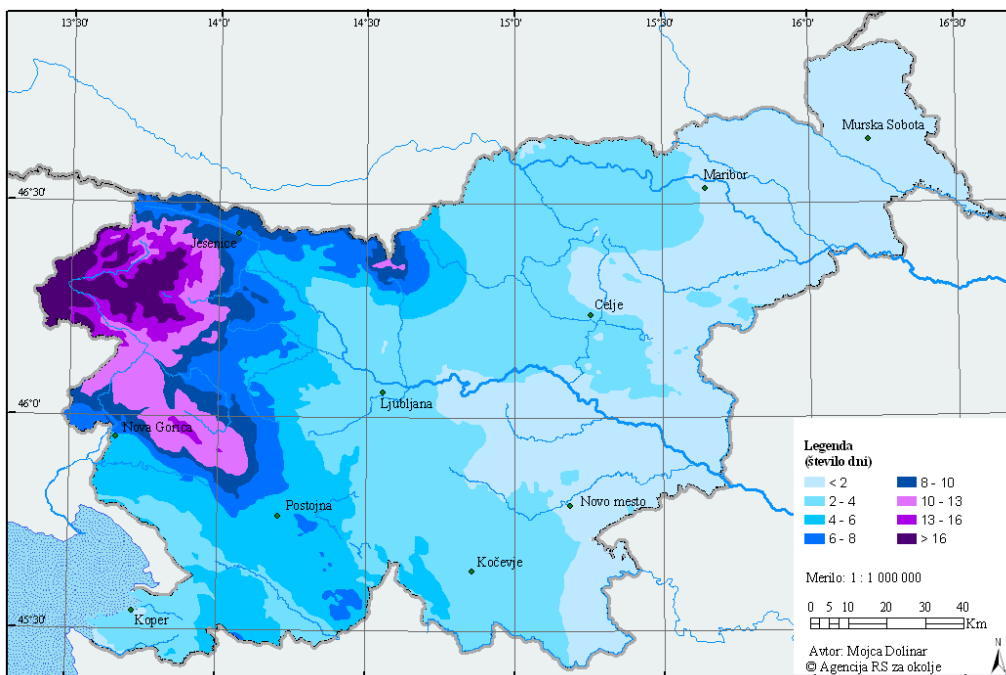 13°30' 14°0' 14°30' 15°0' 15°30' 16°0' 16°30'
Murska Sobota
Maribor
46°30'
Jesenice
Celje
Ljubljana
46°0'
Nova Gorica
Legenda
(število dni)
< 2 8 - 10
2 - 4 10 - 13
4 - 6 13 - 16
6 - 8 > 16
Novo mesto
Postojna
Kočevje
Merilo: 1 : 1 000 000
45°30'
Koper
0 2 5 10 20 30 40
Km
N
Avtor: Mojca Dolinar
© Agencija RS za okolje